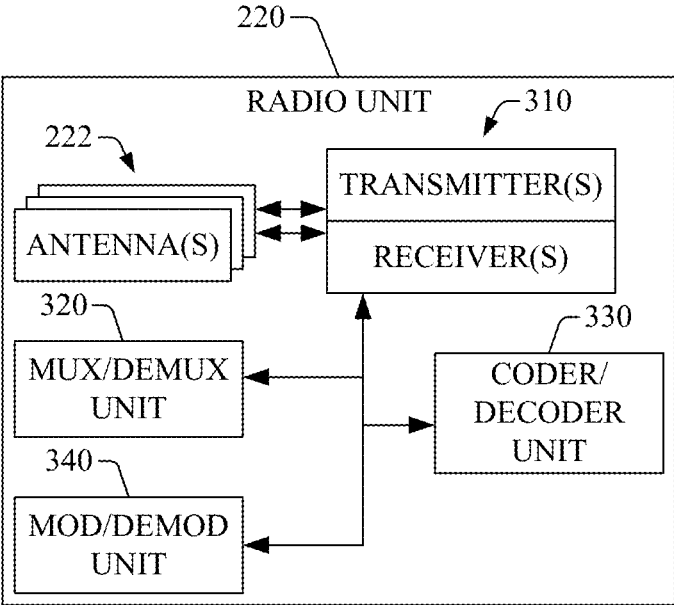 220
RADIO UNIT
310
222
TRANSMITTER(S)
ANTENNA(S)
RECEIVER(S)
320
330
MUX/DEMUX
UNIT
CODER/
DECODER
UNIT
340
MOD/DEMOD
UNIT